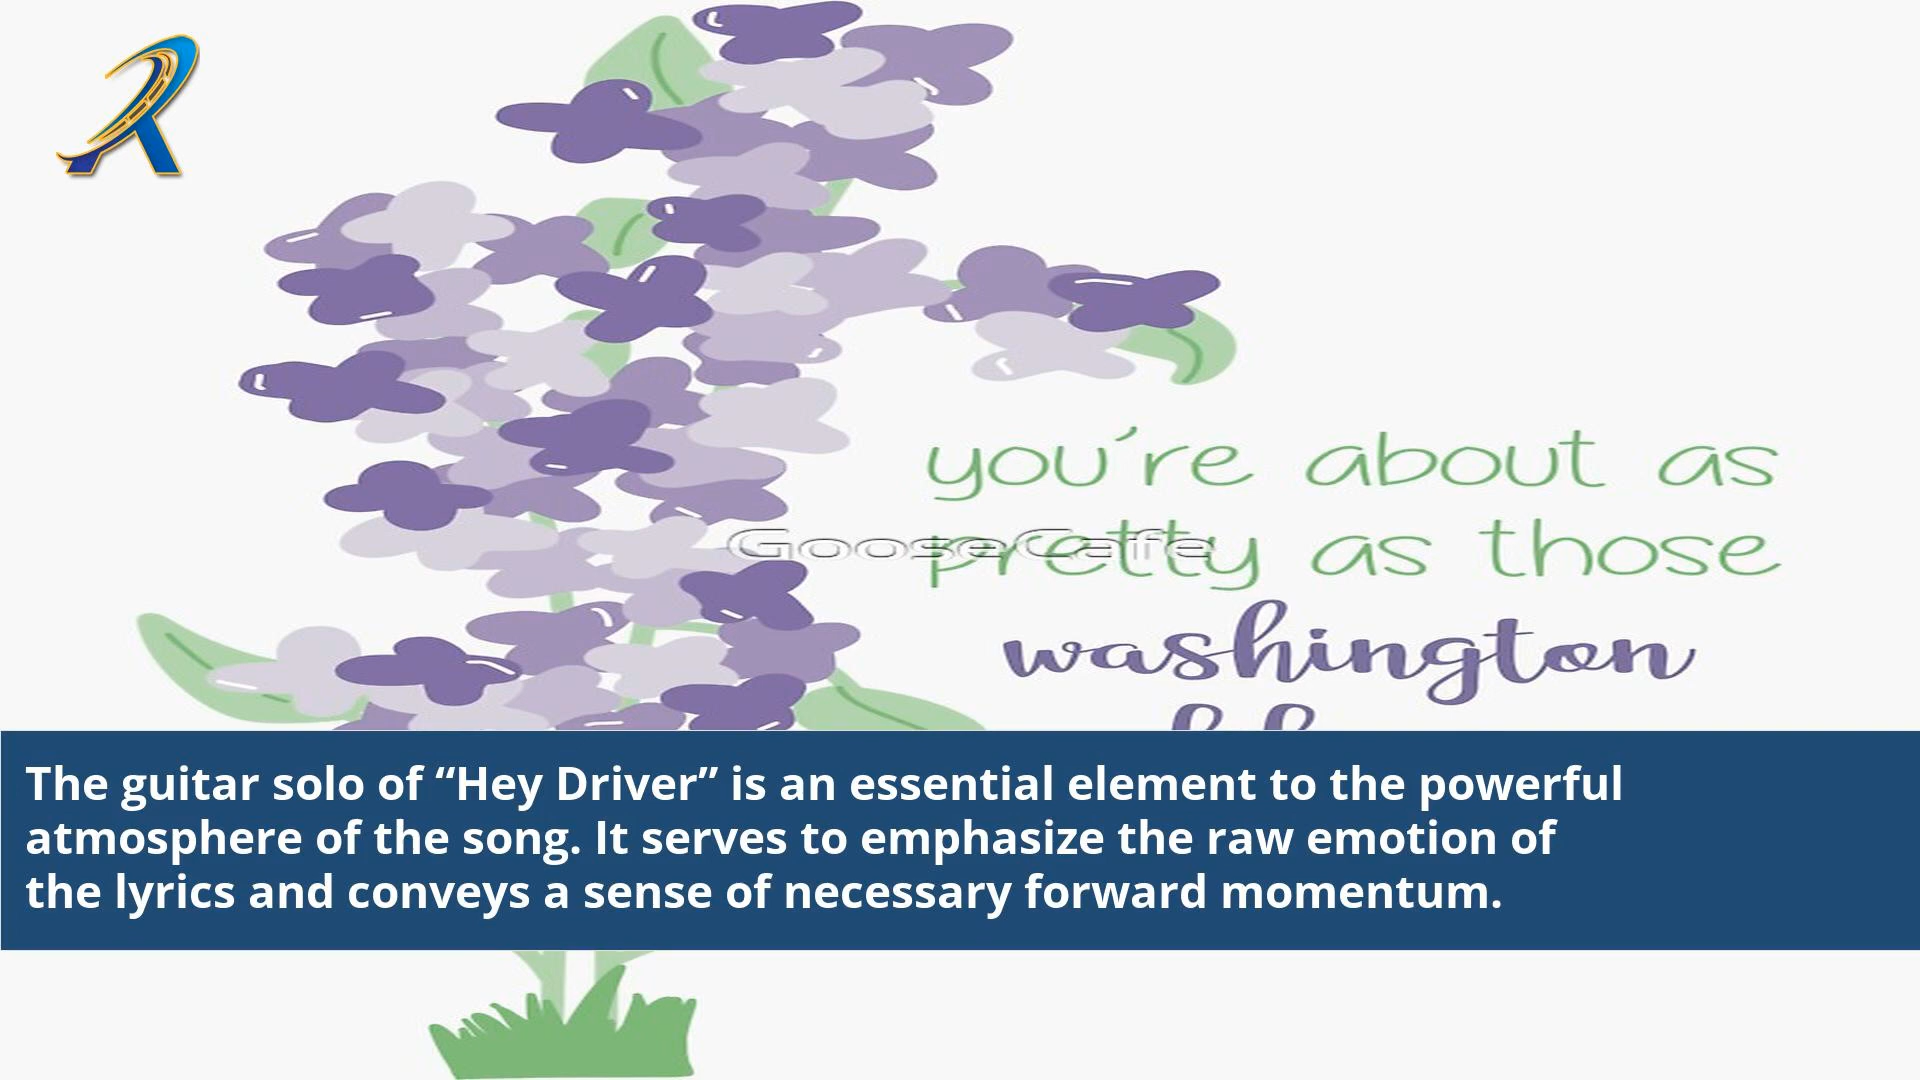 you're about as
pretty as those
GooseCafe
washington
The guitar solo of “Hey Driver” is an essential element to the powerful
atmosphere of the song. It serves to emphasize the raw emotion of
the lyrics and conveys a sense of necessary forward momentum.